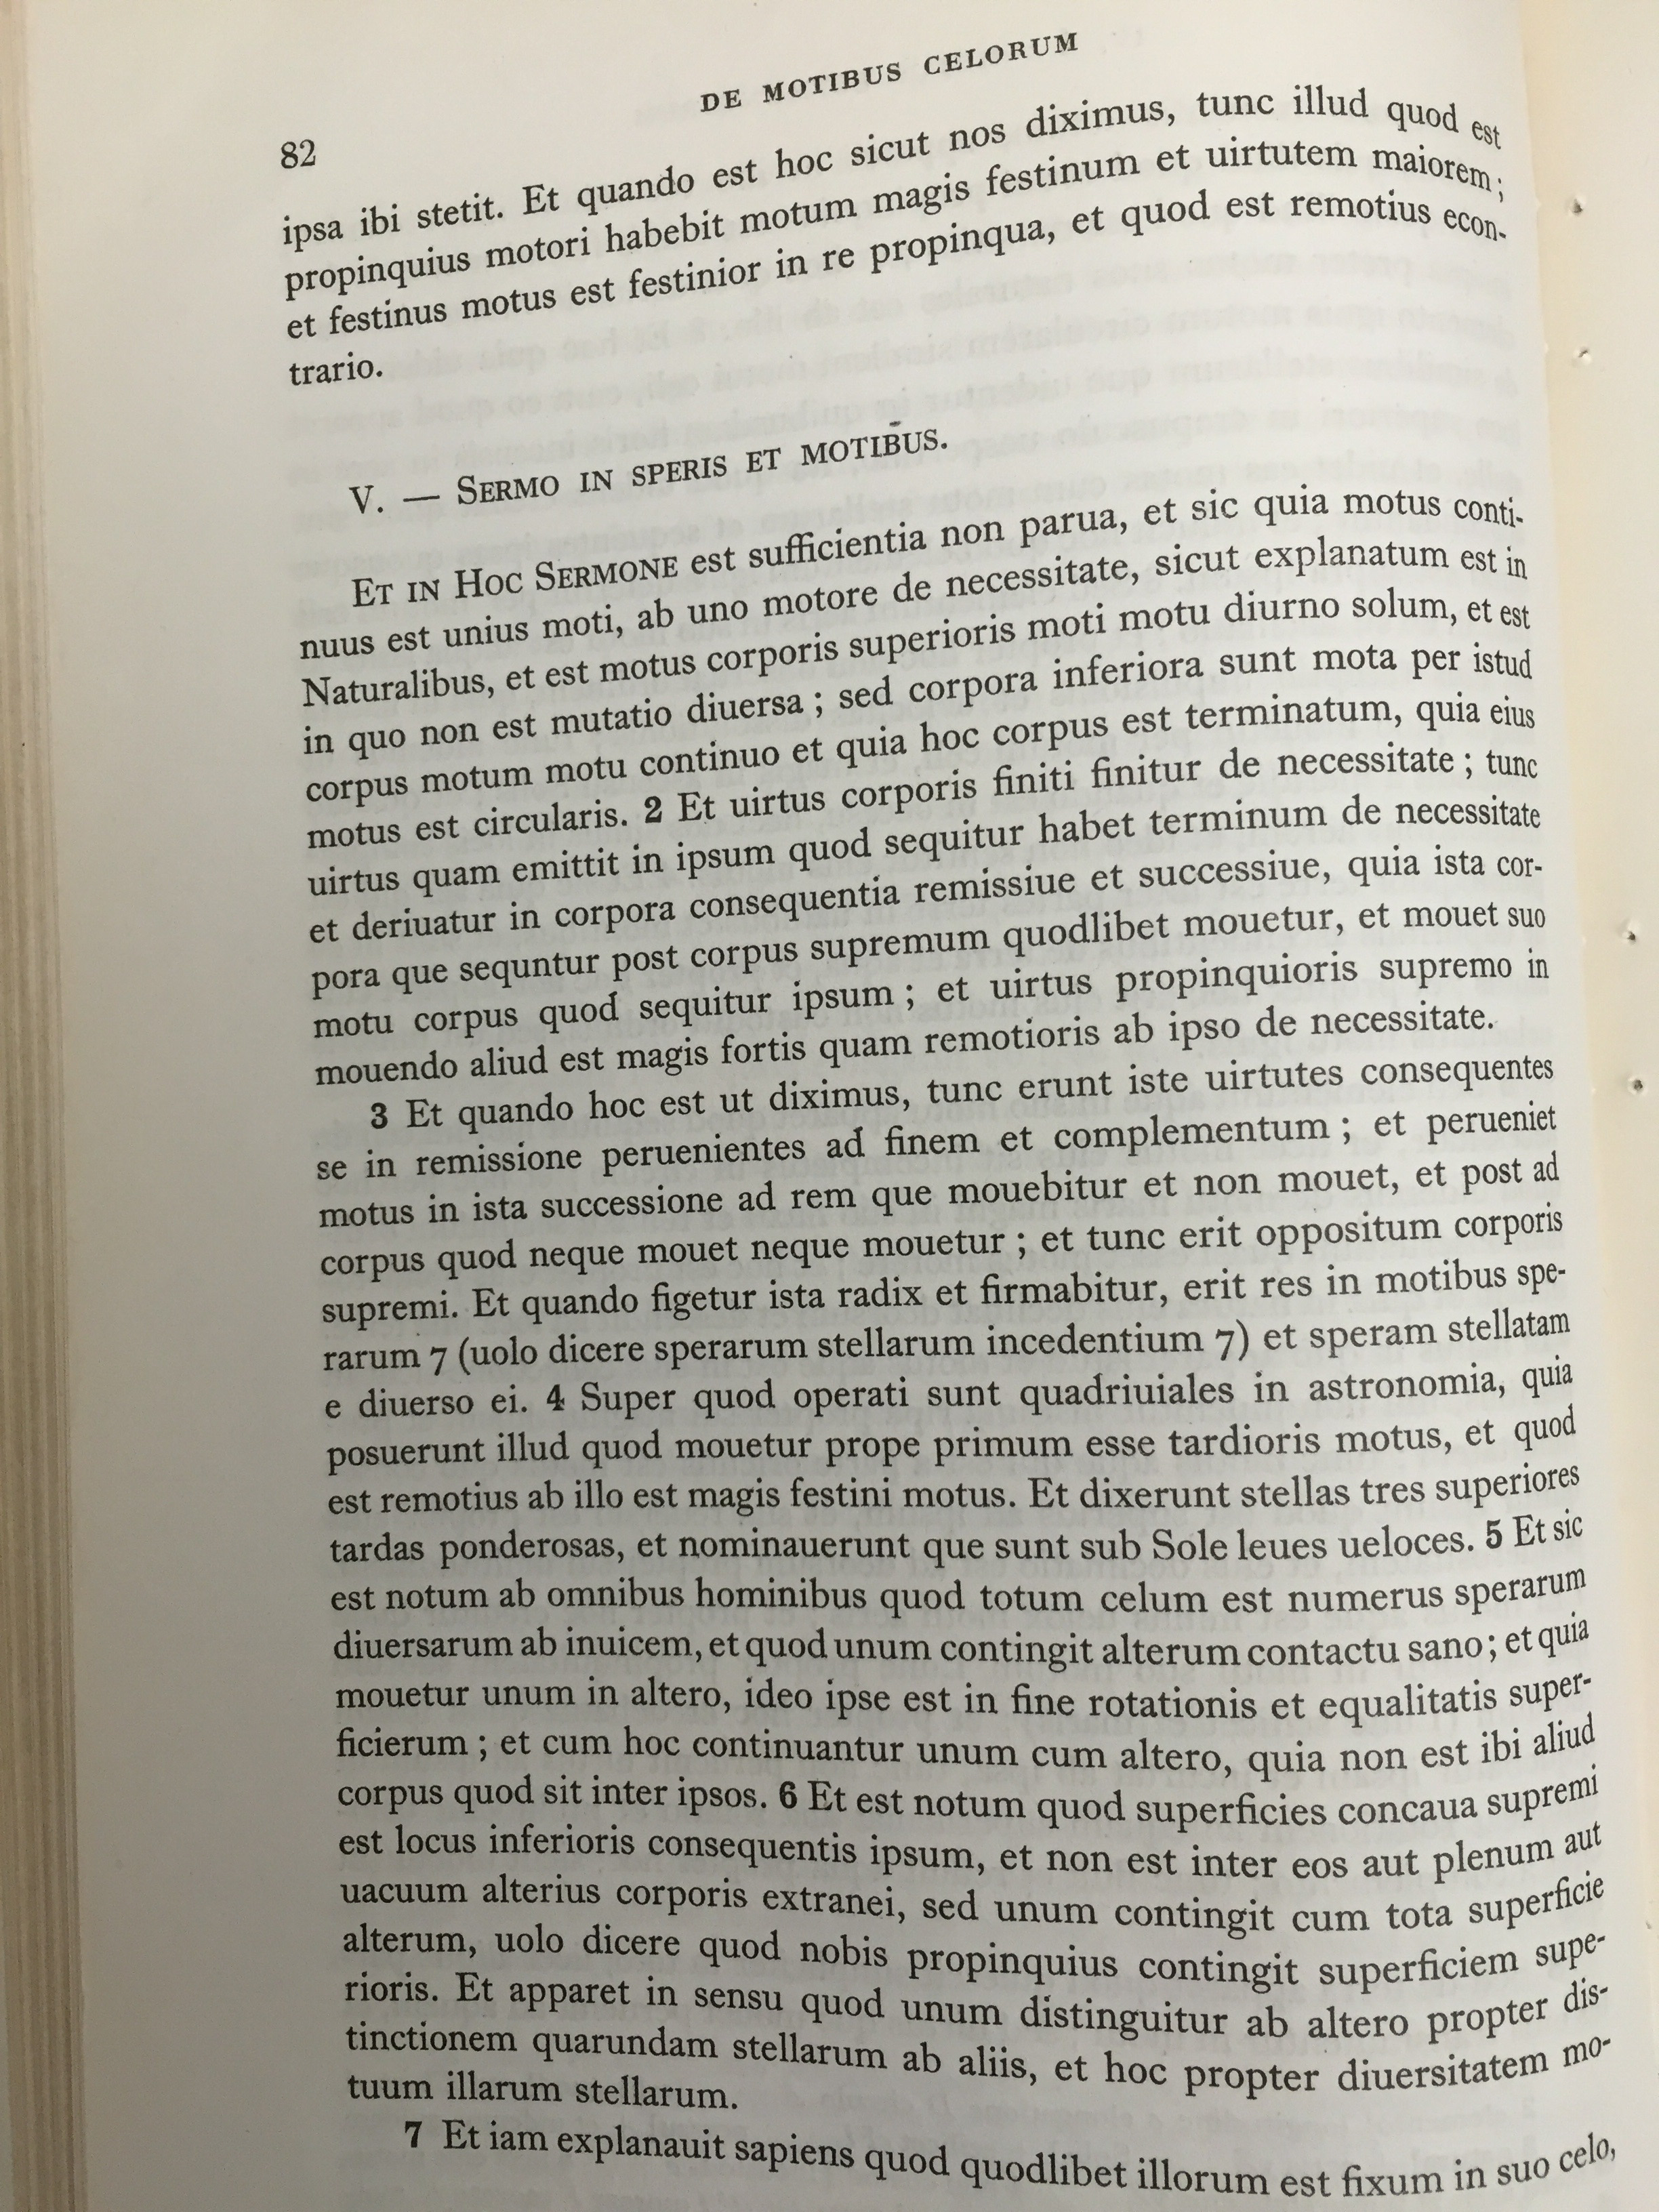 DE MOTIBUS CELORUM
82
ipsa ibi stetit. Et quando est hoc sicut nos diximus, tunc illud quod est
propinquius motori habebit motum magis festinum et uirtutem maiorem ;
et festinus motus est festinior in re propinqua, et quod est remotius econ-
trario.
V. — SERMO IN SPERIS ET MOTIBUS.
ET IN HOC SERMONE est sufficientia non parua, et sic quia motus conti-
nuus est unius moti, ab uno motore de necessitate, sicut explanatum est in
Naturalibus, et est motus corporis superioris moti motu diurno solum, et est
in quo non est mutatio diuersa ; sed corpora inferiora sunt mota per istud
corpus motum motu continuo et quia hoc corpus est terminatum, quia eius
motus est circularis. 2 Et uirtus corporis finiti finitur de necessitate ; tunc
uirtus quam emittit in ipsum quod sequitur habet terminum de necessitate
et deriuatur in corpora consequentia remissiue et successiue, quia ista cor-
pora que sequntur post corpus supremum quodlibet mouetur, et mouet suo
motu corpus quod sequitur ipsum ; et uirtus propinquioris supremo in
mouendo aliud est magis fortis quam remotioris ab ipso de necessitate.
3 Et quando hoc est ut diximus, tunc erunt iste uirtutes consequentes
se in remissione peruenientes ad finem et complementum ; et perueniet
motus in ista successione ad rem que mouebitur et non mouet, et post ad
corpus quod neque mouet neque mouetur ; et tunc erit oppositum corporis
supremi. Et quando figetur ista radix et firmabitur, erit res in motibus spe-
rarum 7 (uolo dicere sperarum stellarum incedentium 7) et speram stellatam
e diuerso ei. 4 Super quod operati sunt quadriuiales in astronomia, quia
posuerunt illud quod mouetur prope primum esse tardioris motus, et quod
est remotius ab illo est magis festini motus. Et dixerunt stellas tres superiores
tardas ponderosas, et nominauerunt que sunt sub Sole leues ueloces. 5 Et sic
est notum ab omnibus hominibus quod totum celum est numerus sperarum
diuersarum ab inuicem, et quod unum contingit alterum contactu sano ; et quia
mouetur unum in altero, ideo ipse est in fine rotationis et equalitatis super-
ficierum ; et cum hoc continuantur unum cum altero, quia non est ibi aliud
corpus quod sit inter ipsos. 6 Et est notum quod superficies concaua supremi
est locus inferioris consequentis ipsum, et non est inter eos aut plenum aut
uacuum alterius corporis extranei, sed unum contingit cum tota superficie
alterum, uolo dicere quod nobis propinquius contingit superficiem supe-
rioris. Et apparet in sensu quod unum distinguitur ab altero propter dis-
tinctionem quarundam stellarum ab aliis, et hoc propter diuersitatem mo-
tuum illarum stellarum.
7 Et iam explanauit sapiens quod quodlibet illorum est fixum in suo celo,